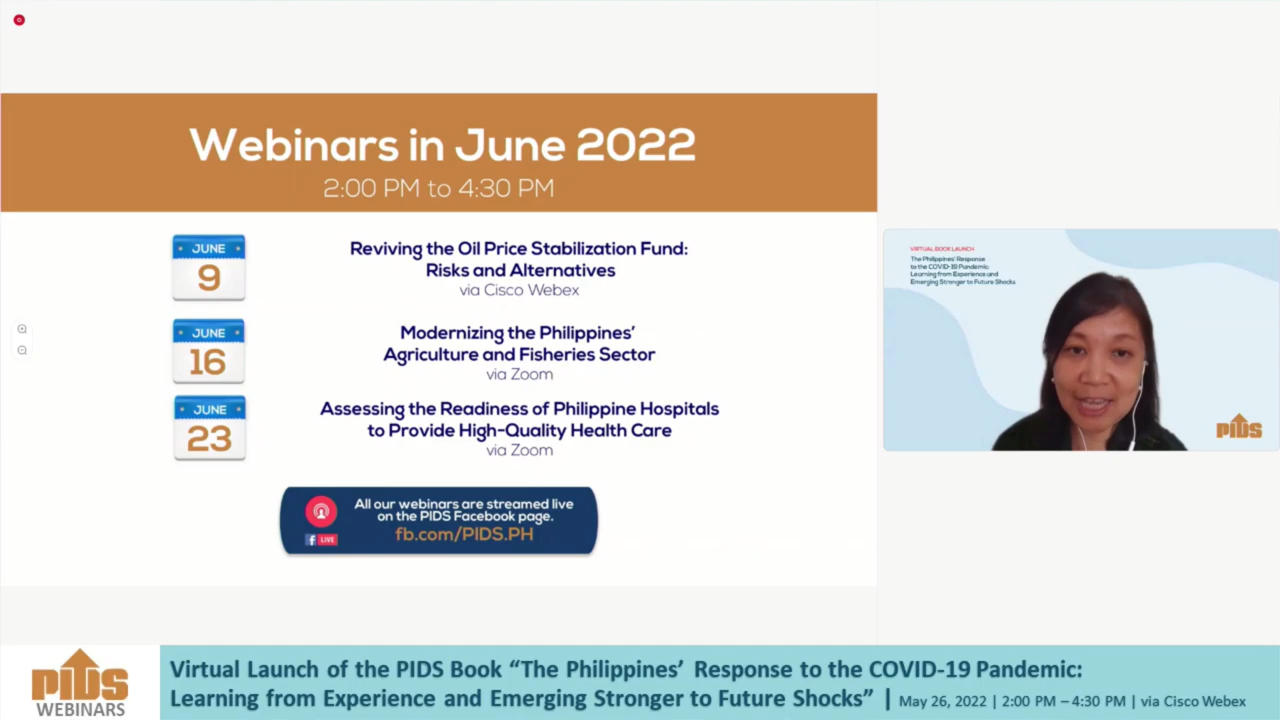 Webinars in June 2022
2:00 PM to 4:30 PM
JUNE
9
Reviving the Oil Price Stabilization Fund:
Risks and Alternatives
via Cisco Webex
JUNE
16
Modernizing the Philippines'
Agriculture and Fisheries Sector
via Zoom
JUNE
23
Assessing the Readiness of Philippine Hospitals
to Provide High-Quality Health Care
via Zoom
All our webinars are streamed live
on the PIDS Facebook page.
f LIVE
fb.com/PIDS.PH
VIRTUAL BOOK LAUNCH
The Philippines' Response
to the COVID-19 Pandemic:
Learning from Experience and
Emerging Stronger to Future Shocks
PIDS
PIDS
WEBINARS
Virtual Launch of the PIDS Book “The Philippines’ Response to the COVID-19 Pandemic:
Learning from Experience and Emerging Stronger to Future Shocks” | May 26, 2022 | 2:00 PM – 4:30 PM | via Cisco Webex